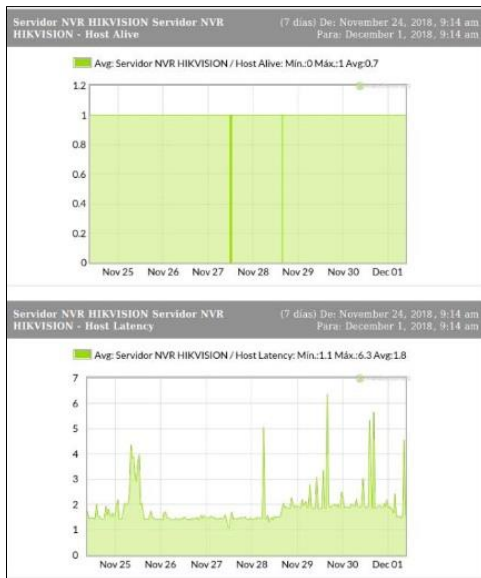 Servidor NVR HIKVISION Servidor NVR
HIKVISION - Host Alive
(7 días) De: November 24, 2018, 9:14 am
Para: December 1, 2018, 9:14 am
Avg: Servidor NVR HIKVISION / Host Alive: Mín.:0 Máx.:1 Avg:0.7
1.2
1
0.8
0.6
0.4
0.2
0
Nov 25 Nov 26 Nov 27 Nov 28 Nov 29 Nov 30 Dec 01
Servidor NVR HIKVISION Servidor NVR
HIKVISION - Host Latency
(7 días) De: November 24, 2018, 9:14 am
Para: December 1, 2018, 9:14 am
Avg: Servidor NVR HIKVISION / Host Latency: Mín.:1.1 Máx.:6.3 Avg:1.8
7
6
5
4
3
2
1
0
Nov 25 Nov 26 Nov 27 Nov 28 Nov 29 Nov 30 Dec 01